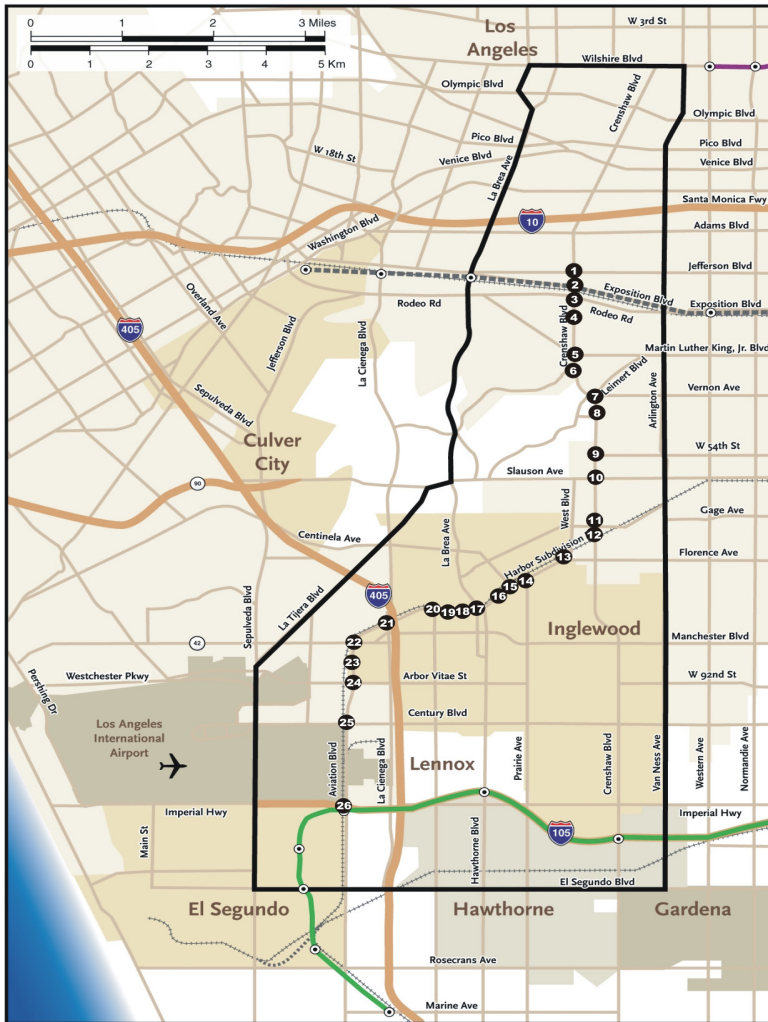 0 1 2 3 Miles
0 1 2 3 4 5 Km
Los
Angeles
W 3rd St
Wilshire Blvd
Olympic Blvd
Crenshaw Blvd
Olympic Blvd
Pico Blvd
Pico Blvd
W 18th St
Venice Blvd
La Brea Ave
Venice Blvd
Santa Monica Fwy
10
Washington Blvd
Adams Blvd
1
Jefferson Blvd
2
Overland Ave
Rodeo Rd
3
Exposition Blvd
Exposition Blvd
405
Jefferson Blvd
La Cienega Blvd
Crenshaw Blvd
4
Rodeo Rd
5
Martin Luther King, Jr. Blvd
6
Sepulveda Blvd
7
Leimert Blvd
Arlington Ave
Vernon Ave
8
Culver
City
W 54th St
9
Slauson Ave
10
90
West Blvd
Gage Ave
11
Centinela Ave
La Brea Ave
Harbor Subdivision
12
13
Florence Ave
14
15
16
405
La Tijera Blvd
20
19
18
17
21
Sepulveda Blvd
Inglewood
42
22
Manchester Blvd
23
Westchester Pkwy
24
Arbor Vitae St
W 92nd St
Pershing Dr
Los Angeles
International
Airport
25
Century Blvd
Aviation Blvd
La Cienega Blvd
Lennox
Prairie Ave
Crenshaw Blvd
Van Ness Ave
Western Ave
Normandie Ave
26
Imperial Hwy
Imperial Hwy
Main St
Hawthorne Blvd
105
El Segundo Blvd
El Segundo
Hawthorne
Gardena
Rosecrans Ave
Marine Ave